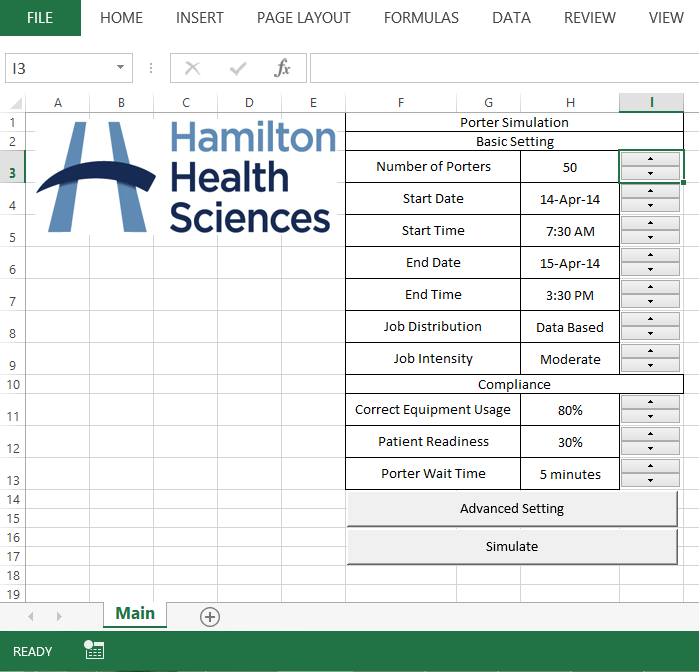 FILE HOME INSERT PAGE LAYOUT FORMULAS DATA REVIEW VIEW
I3 fx
A B C D E F G H I
1 Porter Simulation
2 Basic Setting
3 Number of Porters 50
4 Start Date 14-Apr-14
5 Start Time 7:30 AM
6 End Date 15-Apr-14
7 End Time 3:30 PM
8 Job Distribution Data Based
9 Job Intensity Moderate
10 Compliance
11 Correct Equipment Usage 80%
12 Patient Readiness 30%
13 Porter Wait Time 5 minutes
14
15 Advanced Setting
16
17 Simulate
18
19
Hamilton
Health
Sciences
Main
READY